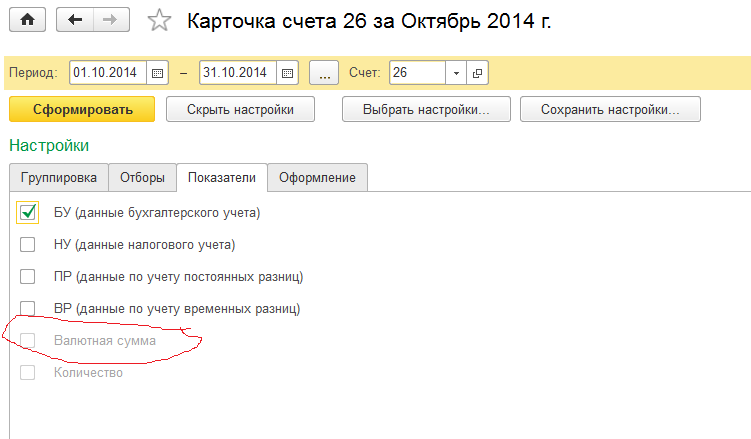 Карточка счета 26 за Октябрь 2014 г.
Период: 01.10.2014 – 31.10.2014 ... Счет: 26
Сформировать Скрыть настройки Выбрать настройки... Сохранить настройки...
Настройки
Группировка Отборы Показатели Оформление
БУ (данные бухгалтерского учета)
НУ (данные налогового учета)
ПР (данные по учету постоянных разниц)
ВР (данные по учету временных разниц)
Валютная сумма
Количество